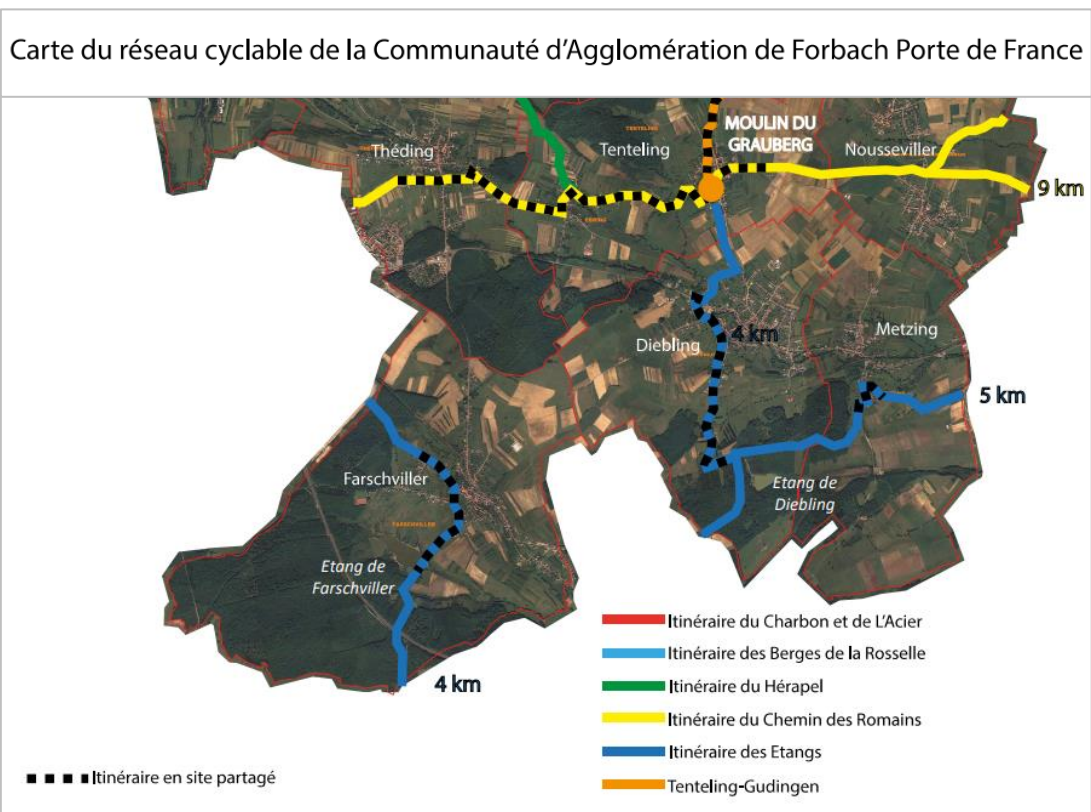 Carte du réseau cyclable de la Communauté d'Agglomération de Forbach Porte de France
MOULIN DU
GRAUBERG
TENTELING
Théding
Tenteling
Nousseviller
9 km
EBRING
Diebling
4 km
Metzing
5 km
Farschviller
Etang de
Diebling
FARSCHVILLER
Etang de
Farschviller
4 km
Itinéraire du Charbon et de L'Acier
Itinéraire des Berges de la Rosselle
Itinéraire du Hérapel
Itinéraire du Chemin des Romains
Itinéraire des Etangs
Tenteling-Gudingen
Itinéraire en site partagé